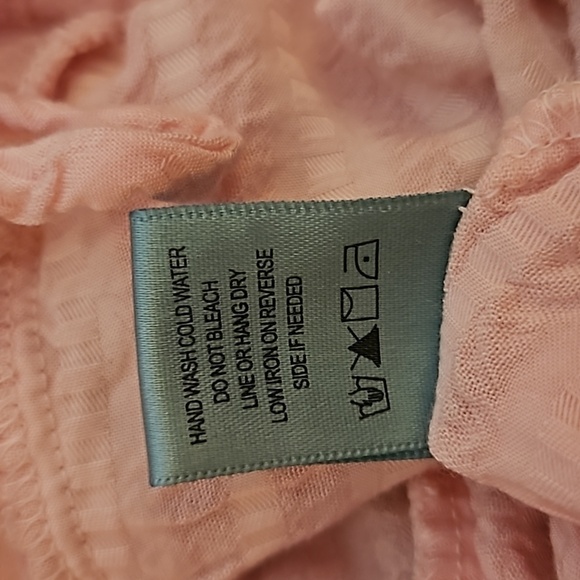 HAND WASH COLD WATER
DO NOT BLEACH
LINE OR HANG DRY
LOW IRON ON REVERSE
SIDE IF NEEDED